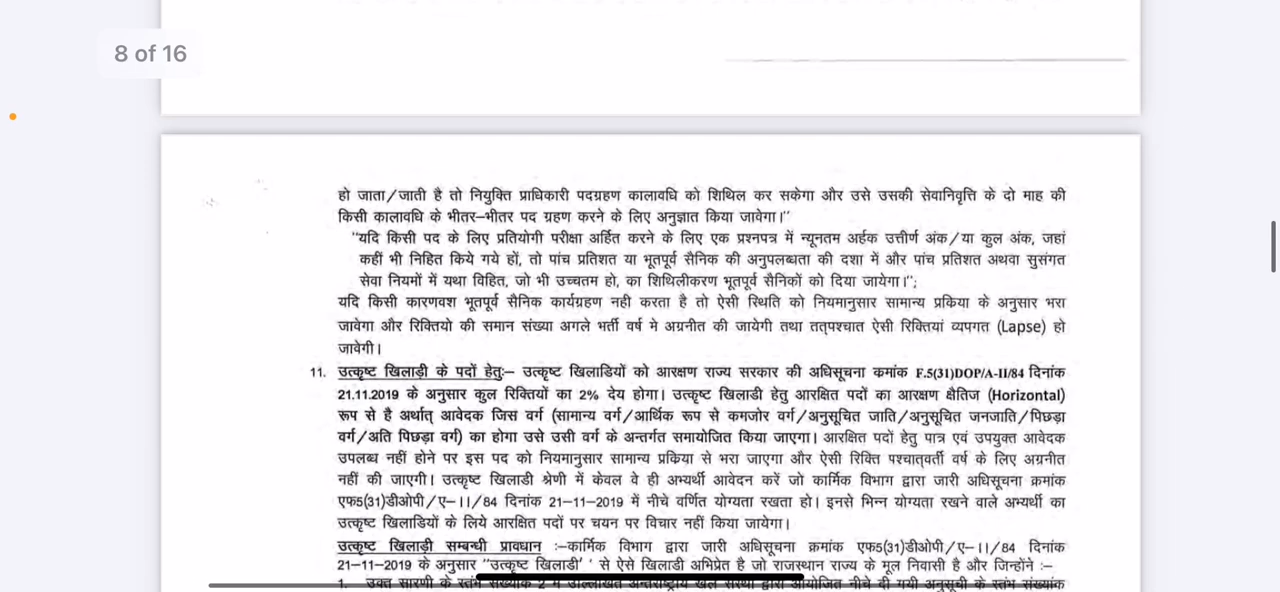 8 of 16
हो जाता/जाती है तो नियुक्ति प्राधिकारी पदग्रहण कालावधि को शिथिल कर सकेगा और उसे उसकी सेवानिवृत्ति के दो माह की
किसी कालावधि के भीतर–भीतर पद ग्रहण करने के लिए अनुज्ञात किया जावेगा।"
"यदि किसी पद के लिए प्रतियोगी परीक्षा अर्हित करने के लिए एक प्रश्नपत्र में न्यूनतम अर्हक उत्तीर्ण अंक/या कुल अंक, जहां
कहीं भी निहित किये गये हों, तो पांच प्रतिशत या भूतपूर्व सैनिक की अनुपलब्धता की दशा में और पांच प्रतिशत अथवा सुसंगत
सेवा नियमों में यथा विहित, जो भी उच्चतम हो, का शिथिलीकरण भूतपूर्व सैनिकों को दिया जायेगा।";
यदि किसी कारणवश भूतपूर्व सैनिक कार्यग्रहण नही करता है तो ऐसी स्थिति को नियमानुसार सामान्य प्रकिया के अनुसार भरा
जावेगा और रिक्तियो की समान संख्या अगले भर्ती वर्ष मे अग्रनीत की जायेगी तथा तत्पश्चात ऐसी रिक्तियां व्यपगत (Lapse) हो
जावेगी।
11. उत्कृष्ट खिलाड़ी के पदों हेतु:– उत्कृष्ट खिलाडियों को आरक्षण राज्य सरकार की अधिसूचना कमांक F.5(31)DOP/A-II/84 दिनांक
21.11.2019 के अनुसार कुल रिक्तियों का 2% देय होगा। उत्कृष्ट खिलाडी हेतु आरक्षित पदों का आरक्षण क्षैतिज (Horizontal)
रूप से है अर्थात् आवेदक जिस वर्ग (सामान्य वर्ग/आर्थिक रूप से कमजोर वर्ग/अनुसूचित जाति/अनुसूचित जनजाति/पिछड़ा
वर्ग/अति पिछड़ा वर्ग) का होगा उसे उसी वर्ग के अन्तर्गत समायोजित किया जाएगा। आरक्षित पदों हेतु पात्र एवं उपयुक्त आवेदक
उपलब्ध नहीं होने पर इस पद को नियमानुसार सामान्य प्रकिया से भरा जाएगा और ऐसी रिक्ति पश्चात्वर्ती वर्ष के लिए अग्रनीत
नहीं की जाएगी। उत्कृष्ट खिलाडी श्रेणी में केवल वे ही अभ्यर्थी आवेदन करें जो कार्मिक विभाग द्वारा जारी अधिसूचना क्रमांक
एफ5(31)डीओपी/ए–।।/84 दिनांक 21–11–2019 में नीचे वर्णित योग्यता रखता हो। इनसे भिन्न योग्यता रखने वाले अभ्यर्थी का
उत्कृष्ट खिलाडियों के लिये आरक्षित पदों पर चयन पर विचार नहीं किया जायेगा।
उत्कृष्ट खिलाड़ी सम्बन्धी प्रावधान :–कार्मिक विभाग द्वारा जारी अधिसूचना क्रमांक एफ5(31)डीओपी/ए–।।/84 दिनांक
21–11–2019 के अनुसार "उत्कृष्ट खिलाडी' ' से ऐसे खिलाडी अभिप्रेत है जो राजस्थान राज्य के मूल निवासी है और जिन्होंने :–
1. उक्त सारणी के स्तंभ संख्यांक 2 में उल्लिखित अन्तर्राष्ट्रीय खेल संस्था द्वारा आयोजित नीचे दी गयी अनुसूची के स्तंभ संख्यांक